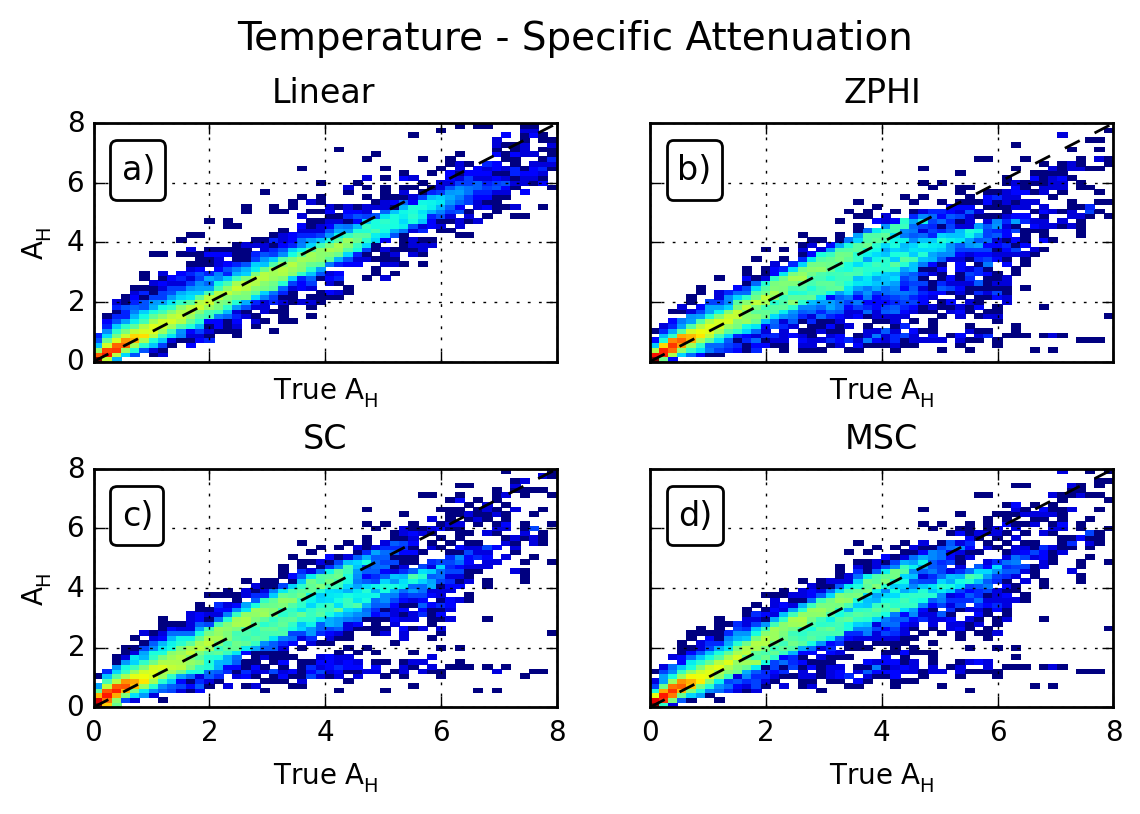 Temperature - Specific Attenuation
Linear
ZPHI
8
6
4
2
0
A_H
a)
b)
True A_H
True A_H
SC
MSC
8
6
4
2
0
A_H
c)
d)
0 2 4 6 8
0 2 4 6 8
True A_H
True A_H